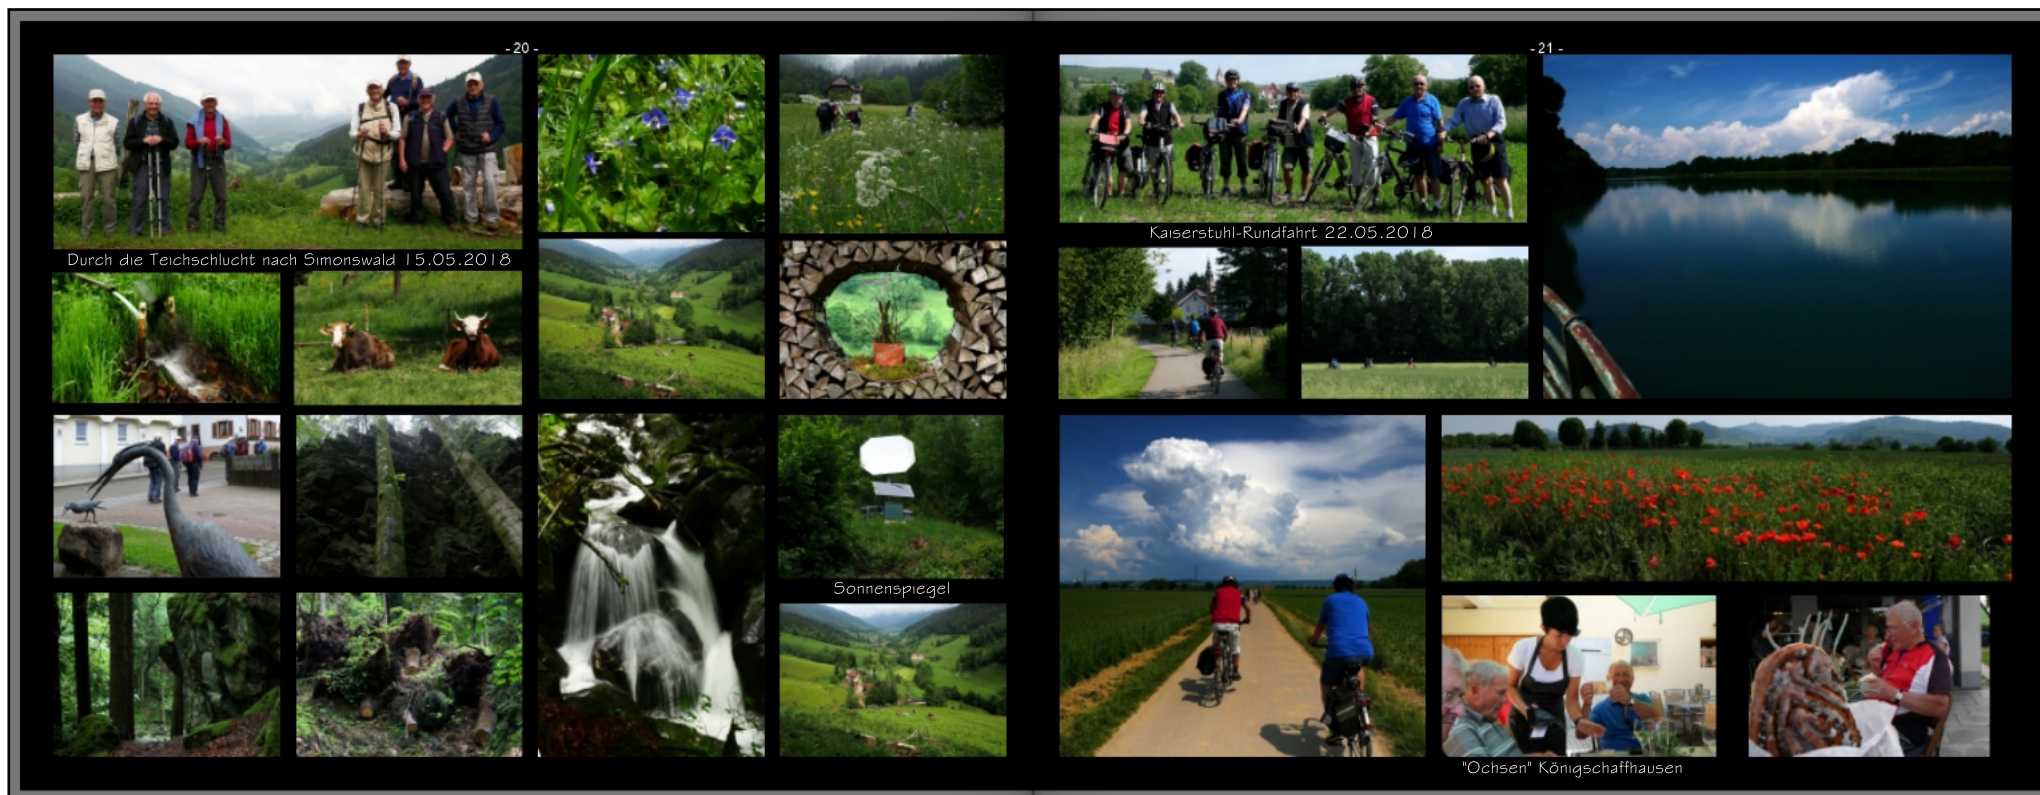 - 20 -
Durch die Teichschlucht nach Simonswald 15.05.2018
Sonnenspiegel
- 21 -
Kaiserstuhl-Rundfahrt 22.05.2018
"Ochsen" Königschaffhausen